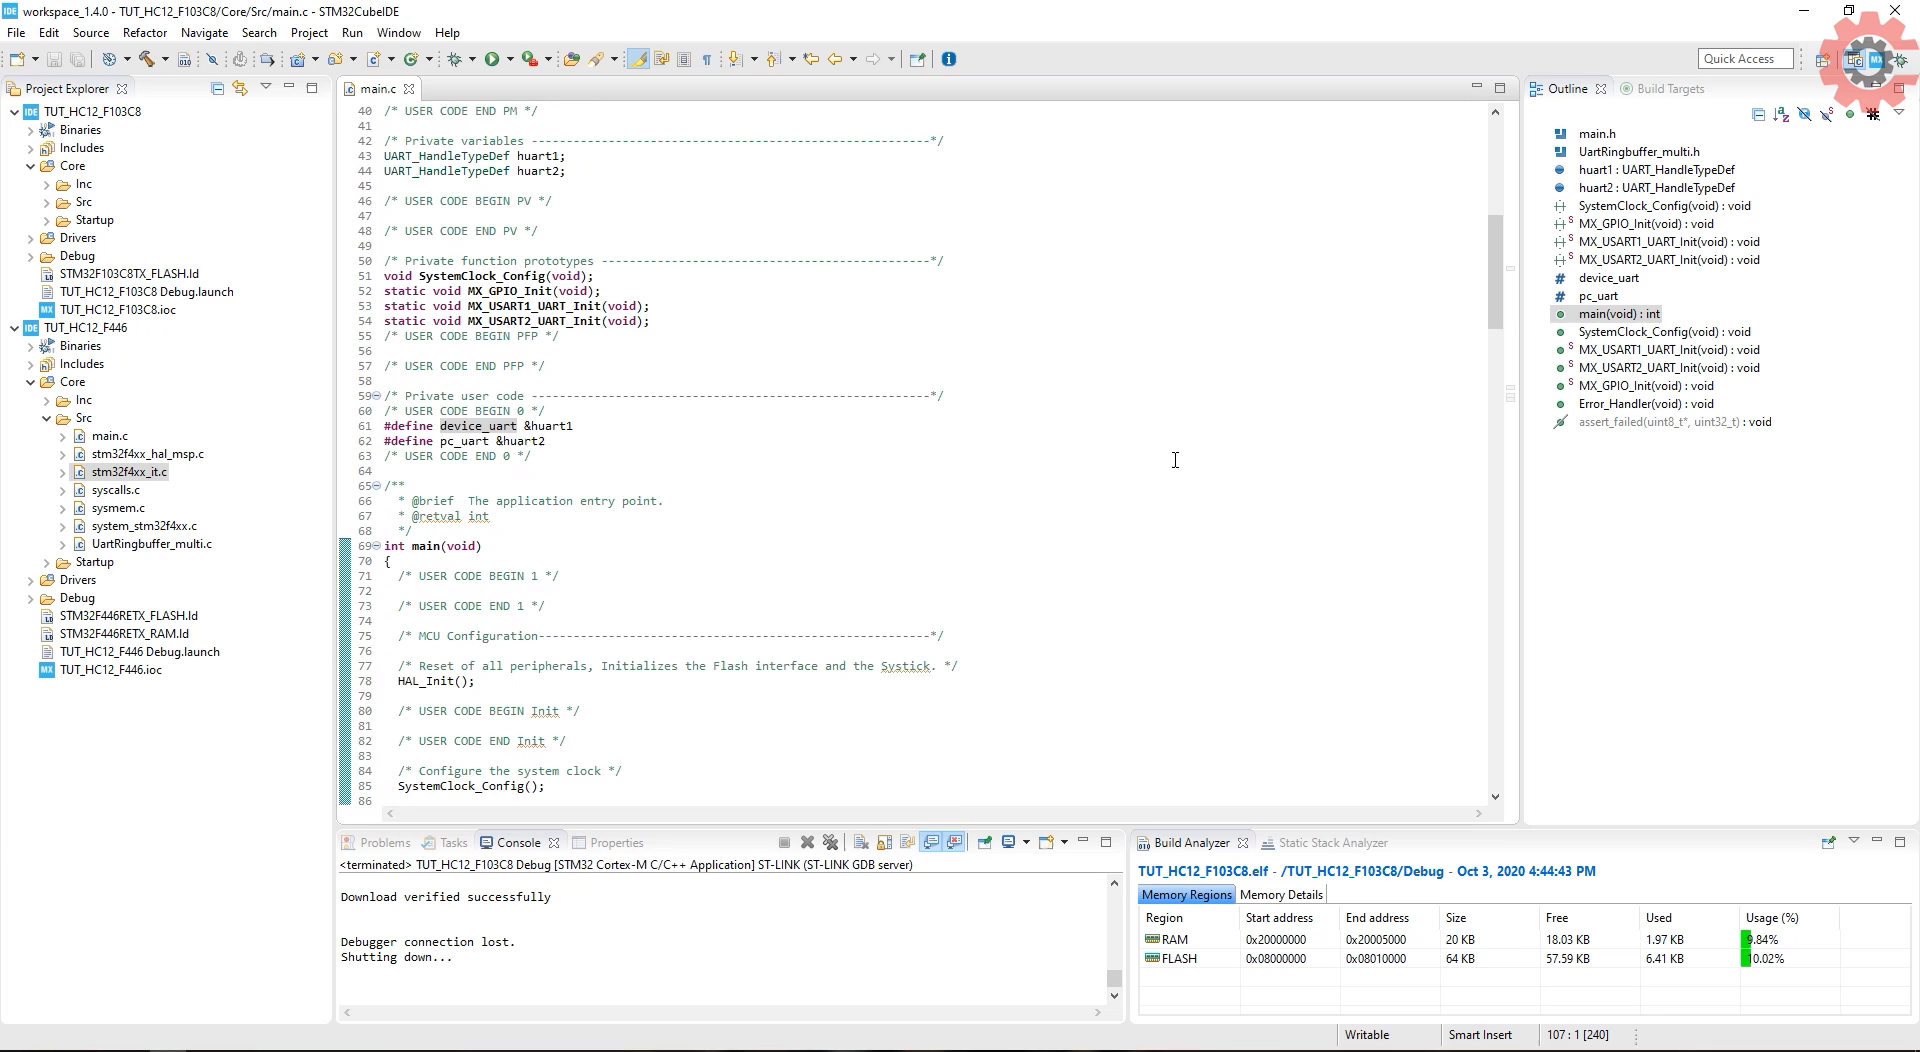 workspace_1.4.0 - TUT_HC12_F103C8/Core/Src/main.c - STM32CubeIDE
File Edit Source Refactor Navigate Search Project Run Window Help
Quick Access
Project Explorer
TUT_HC12_F103C8
Binaries
Includes
Core
Inc
Src
Startup
Drivers
Debug
STM32F103C8TX_FLASH.ld
TUT_HC12_F103C8 Debug.launch
TUT_HC12_F103C8.ioc
TUT_HC12_F446
Binaries
Includes
Core
Inc
Src
main.c
stm32f4xx_hal_msp.c
stm32f4xx_it.c
syscalls.c
sysmem.c
system_stm32f4xx.c
UartRingbuffer_multi.c
Startup
Drivers
Debug
STM32F446RETX_FLASH.ld
STM32F446RETX_RAM.ld
TUT_HC12_F446 Debug.launch
TUT_HC12_F446.ioc
main.c
40 /* USER CODE END PM */
41
42 /* Private variables ---------------------------------------------------------*/
43 UART_HandleTypeDef huart1;
44 UART_HandleTypeDef huart2;
45
46 /* USER CODE BEGIN PV */
47
48 /* USER CODE END PV */
49
50 /* Private function prototypes -----------------------------------------------*/
51 void SystemClock_Config(void);
52 static void MX_GPIO_Init(void);
53 static void MX_USART1_UART_Init(void);
54 static void MX_USART2_UART_Init(void);
55 /* USER CODE BEGIN PFP */
56
57 /* USER CODE END PFP */
58
59 /* Private user code ---------------------------------------------------------*/
60 /* USER CODE BEGIN 0 */
61 #define device_uart &huart1
62 #define pc_uart &huart2
63 /* USER CODE END 0 */
64
65 /**
66 * @brief The application entry point.
67 * @retval int
68 */
69 int main(void)
70 {
71 /* USER CODE BEGIN 1 */
72
73 /* USER CODE END 1 */
74
75 /* MCU Configuration--------------------------------------------------------*/
76
77 /* Reset of all peripherals, Initializes the Flash interface and the Systick. */
78 HAL_Init();
79
80 /* USER CODE BEGIN Init */
81
82 /* USER CODE END Init */
83
84 /* Configure the system clock */
85 SystemClock_Config();
86
Outline Build Targets
main.h
UartRingbuffer_multi.h
huart1 : UART_HandleTypeDef
huart2 : UART_HandleTypeDef
SystemClock_Config(void) : void
MX_GPIO_Init(void) : void
MX_USART1_UART_Init(void) : void
MX_USART2_UART_Init(void) : void
device_uart
pc_uart
main(void) : int
SystemClock_Config(void) : void
MX_USART1_UART_Init(void) : void
MX_USART2_UART_Init(void) : void
MX_GPIO_Init(void) : void
Error_Handler(void) : void
assert_failed(uint8_t*, uint32_t) : void
Problems Tasks Console Properties
<terminated> TUT_HC12_F103C8 Debug [STM32 Cortex-M C/C++ Application] ST-LINK (ST-LINK GDB server)
Download verified successfully
Debugger connection lost.
Shutting down...
Build Analyzer Static Stack Analyzer
TUT_HC12_F103C8.elf - /TUT_HC12_F103C8/Debug - Oct 3, 2020 4:44:43 PM
Memory Regions Memory Details
Region Start address End address Size Free Used Usage (%)
RAM 0x20000000 0x20005000 20 KB 18.03 KB 1.97 KB 9.84%
FLASH 0x08000000 0x08010000 64 KB 57.59 KB 6.41 KB 10.02%
Writable Smart Insert 107 : 1 [240]